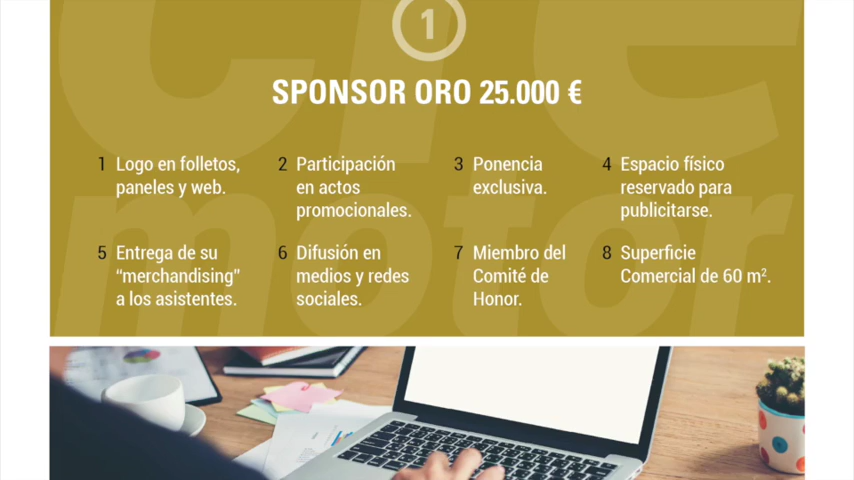 1
SPONSOR ORO 25.000 €
1 Logo en folletos,
paneles y web.
2 Participación
en actos
promocionales.
3 Ponencia
exclusiva.
4 Espacio físico
reservado para
publicitarse.
5 Entrega de su
“merchandising”
a los asistentes.
6 Difusión en
medios y redes
sociales.
7 Miembro del
Comité de
Honor.
8 Superficie
Comercial de 60 m².
motor